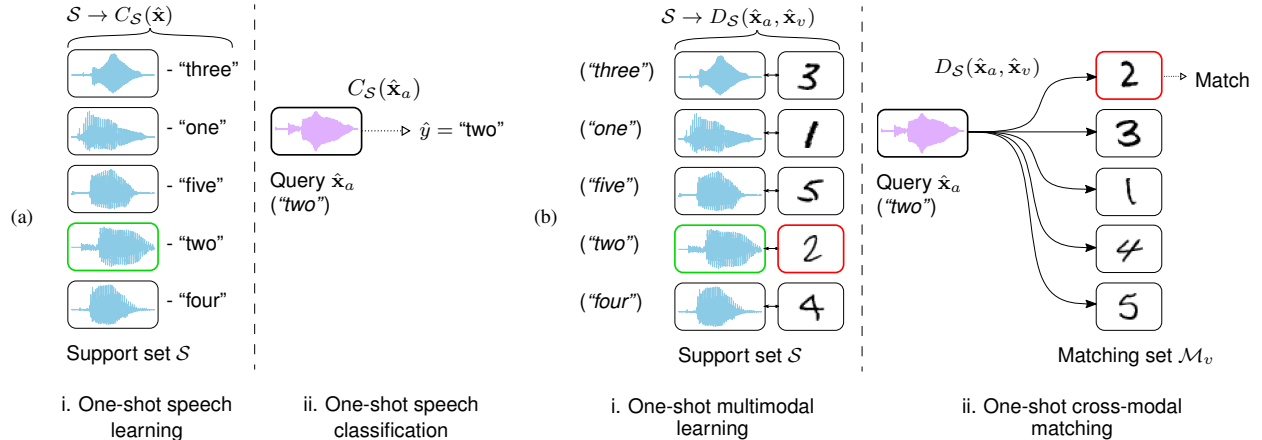 (a)
𝒮 → C_𝒮(x̂)
- “three”
- “one”
- “five”
- “two”
- “four”
Support set 𝒮
i. One-shot speech
learning
C_𝒮(x̂_a)
ŷ = “two”
Query x̂_a
(“two”)
ii. One-shot speech
classification
(b)
𝒮 → D_𝒮(x̂_a, x̂_v)
(“three”) 3
(“one”) 1
(“five”) 5
(“two”) 2
(“four”) 4
Support set 𝒮
i. One-shot multimodal
learning
D_𝒮(x̂_a, x̂_v)
Query x̂_a
(“two”)
2 Match
3
1
4
5
Matching set ℳ_v
ii. One-shot cross-modal
matching